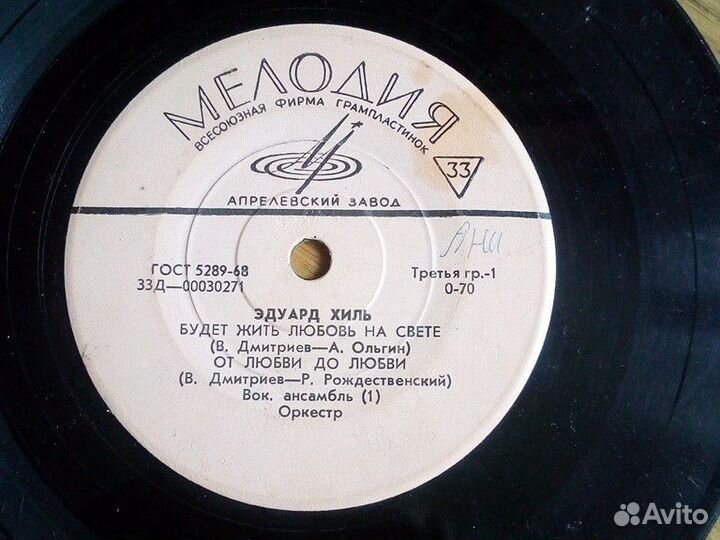 МЕЛОДИЯ
ВСЕСОЮЗНАЯ ФИРМА ГРАМПЛАСТИНОК
33
АПРЕЛЕВСКИЙ ЗАВОД
АНИ
ГОСТ 5289-68
33Д—00030271
Третья гр.-1
0-70
ЭДУАРД ХИЛЬ
БУДЕТ ЖИТЬ ЛЮБОВЬ НА СВЕТЕ
(В. Дмитриев—А. Ольгин)
ОТ ЛЮБВИ ДО ЛЮБВИ
(В. Дмитриев—Р. Рождественский)
Вок. ансамбль (1)
Оркестр
Avito